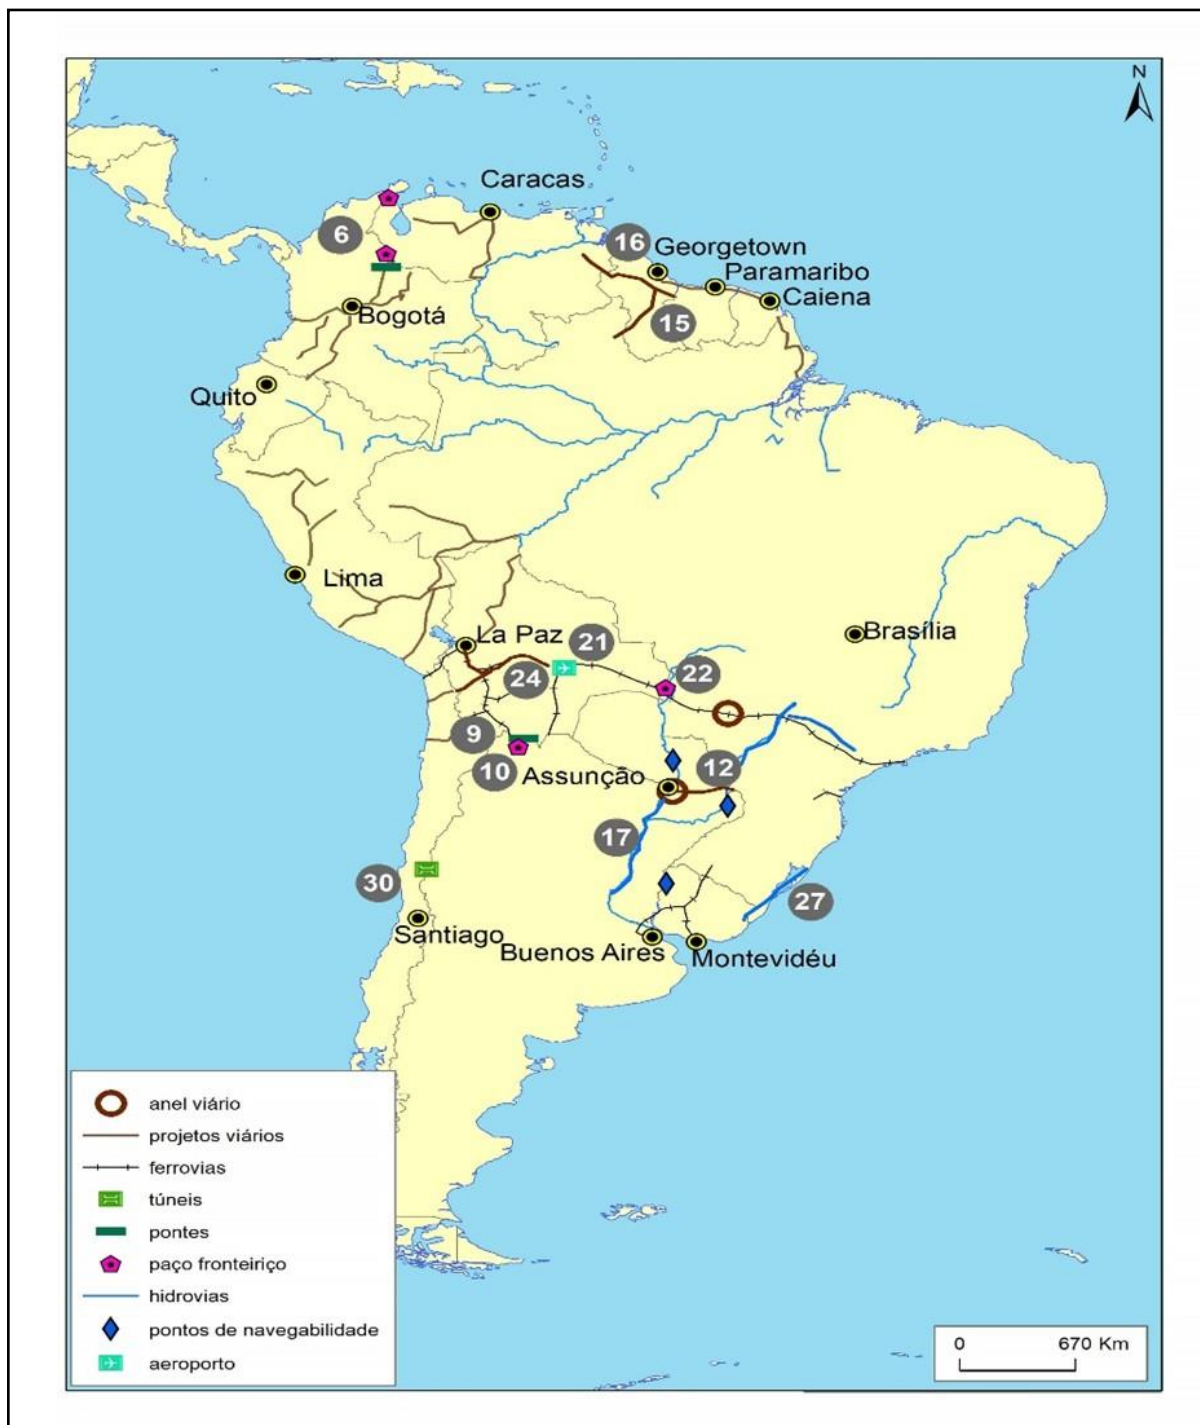 N
Caracas
6
16
Georgetown
Paramaribo
Caiena
Bogotá
15
Quito
Lima
La Paz
21
Brasília
24
22
9
10
Assunção
12
17
30
27
Santiago
Buenos Aires
Montevidéu
anel viário
projetos viários
ferrovias
túneis
pontes
paço fronteiriço
hidrovias
pontos de navegabilidade
aeroporto
0 670 Km